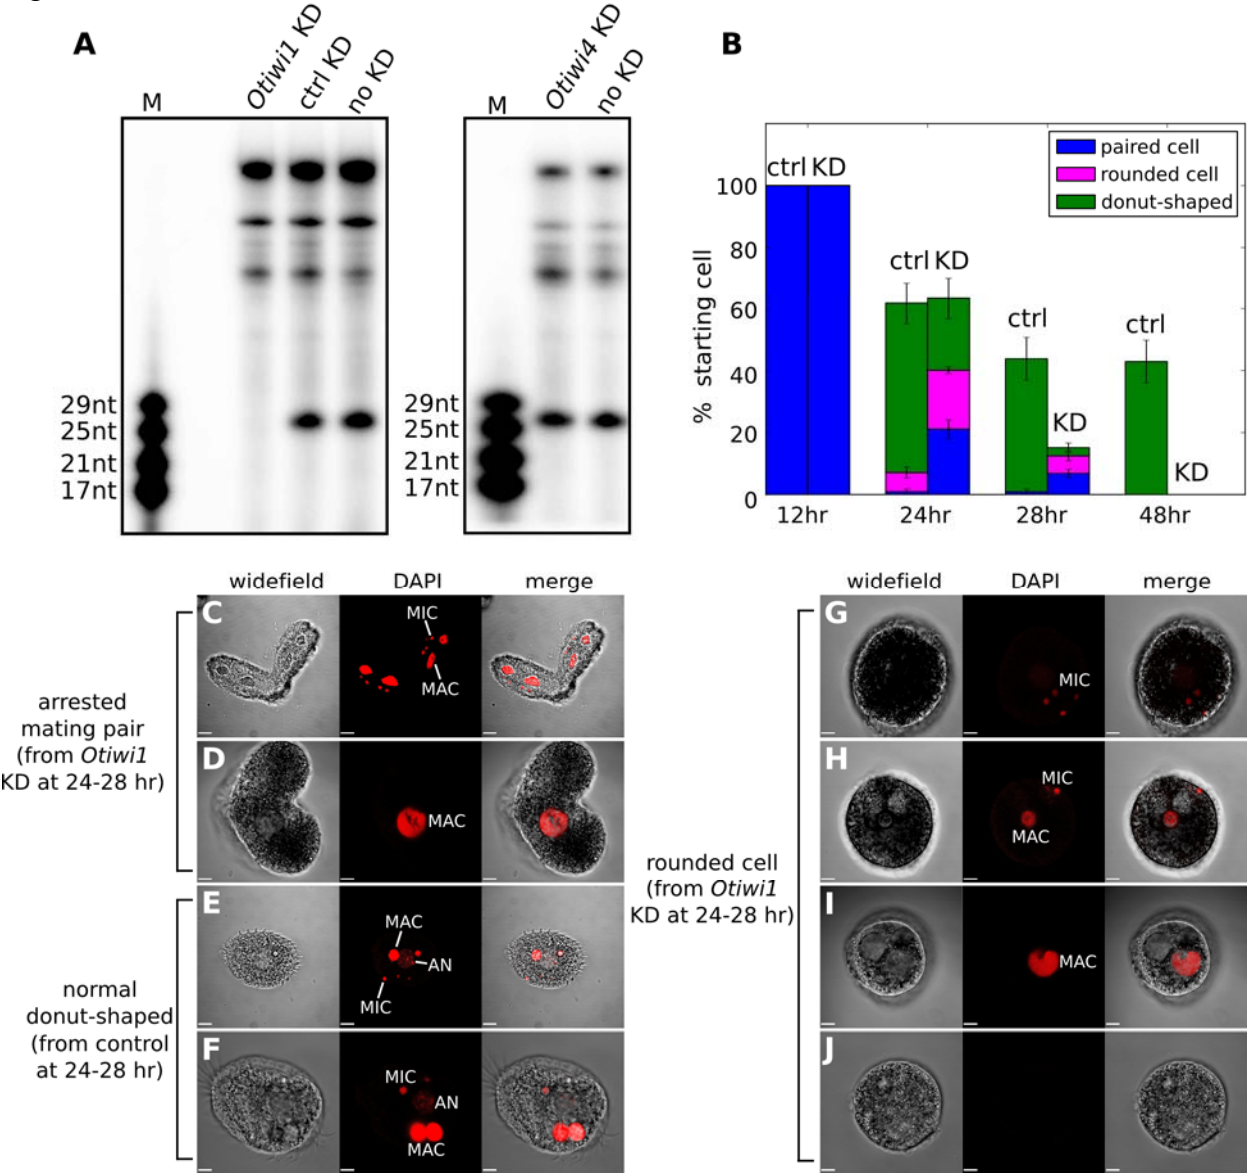 A
M
Otiwi1 KD
ctrl KD
no KD
29nt
25nt
21nt
17nt
M
Otiwi4 KD
no KD
29nt
25nt
21nt
17nt
B
% starting cell
100
80
60
40
20
0
paired cell
rounded cell
donut-shaped
ctrl KD
ctrl KD
ctrl
KD
ctrl
KD
12hr
24hr
28hr
48hr
widefield DAPI merge
arrested
mating pair
(from Otiwi1
KD at 24-28 hr)
C
MIC
MAC
D
MAC
normal
donut-shaped
(from control
at 24-28 hr)
E
MAC
AN
MIC
F
MIC
AN
MAC
widefield DAPI merge
rounded cell
(from Otiwi1
KD at 24-28 hr)
G
MIC
H
MIC
MAC
I
MAC
J